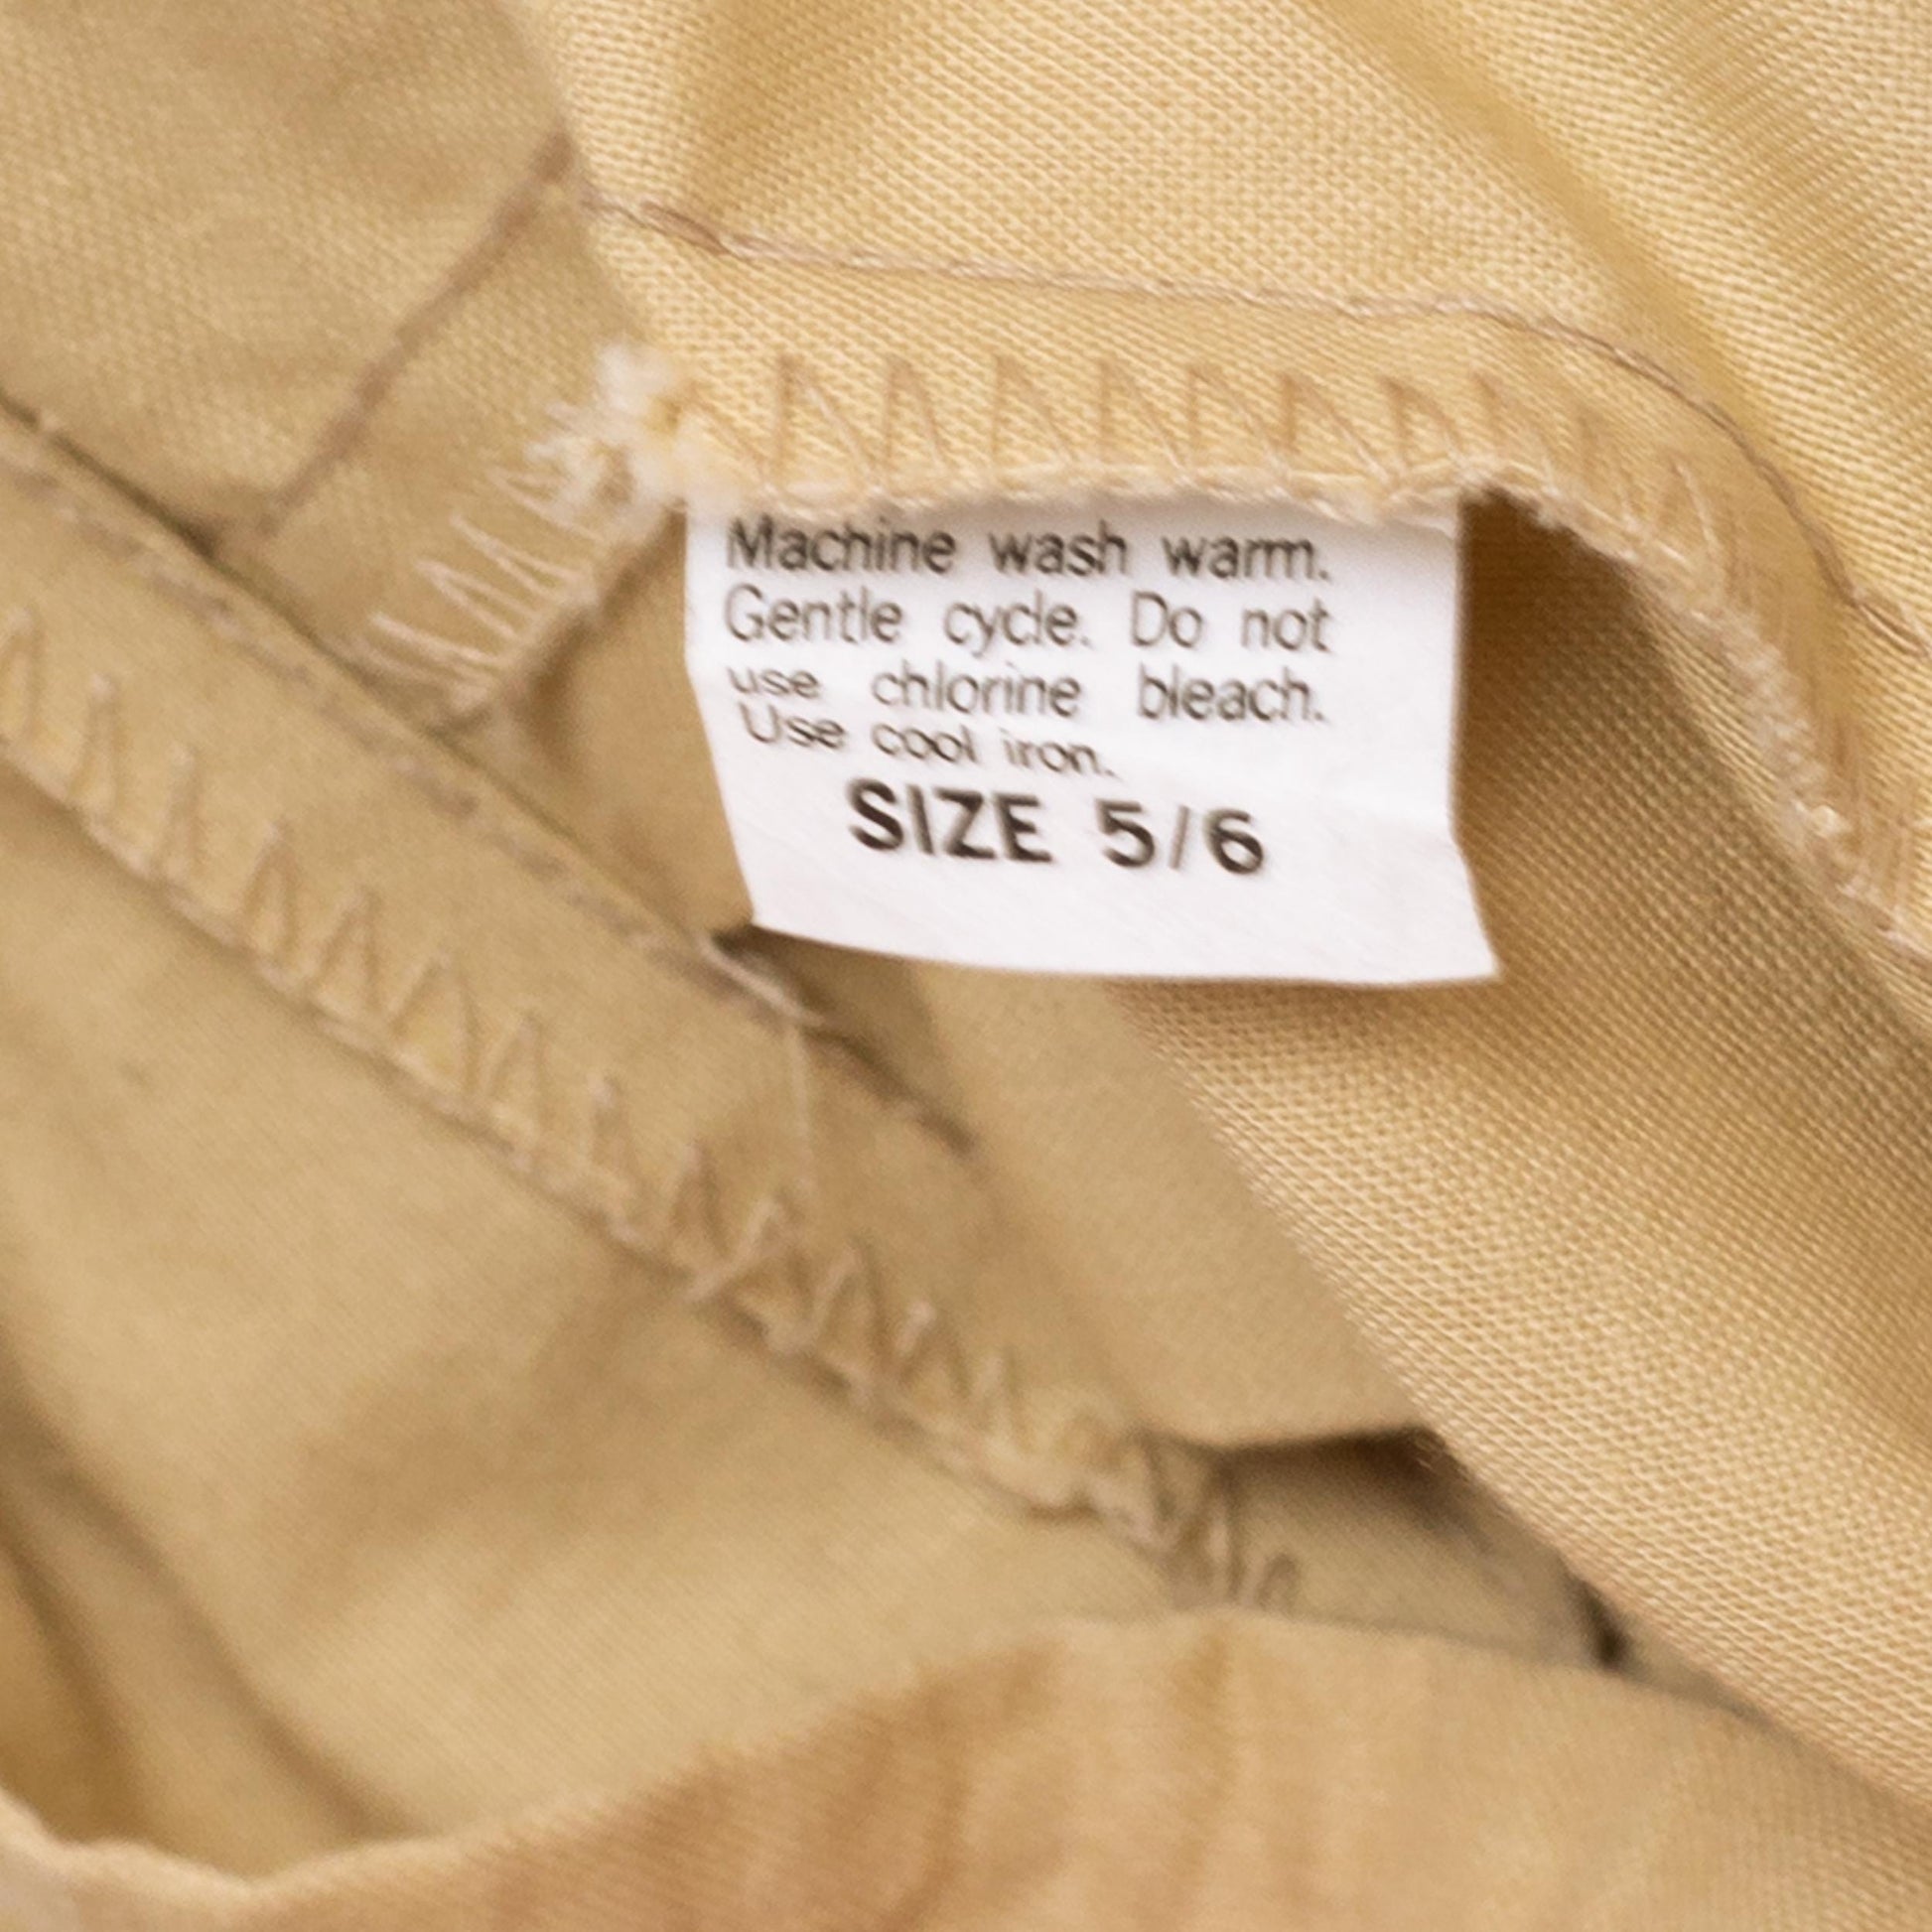 Machine wash warm.
Gentle cycle. Do not
use chlorine bleach.
Use cool iron.
SIZE 5/6